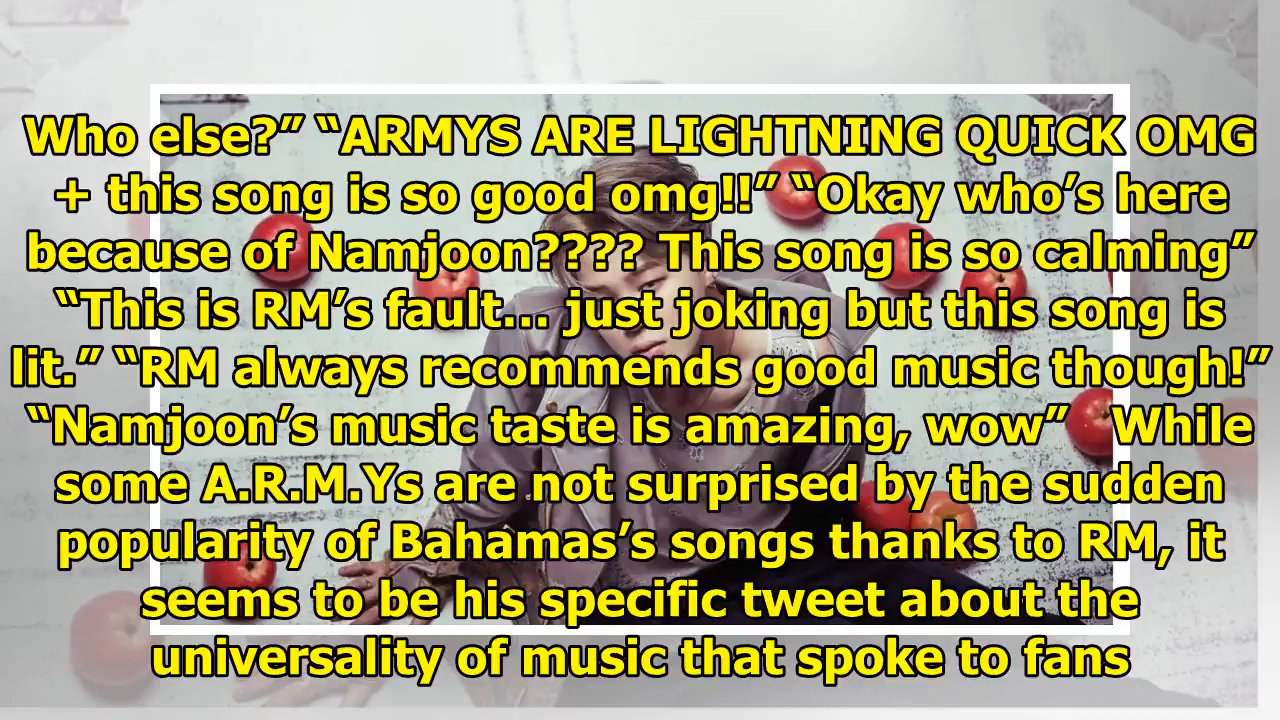 Who else?” “ARMYS ARE LIGHTNING QUICK OMG
+ this song is so good omg!!” “Okay who’s here
because of Namjoon???? This song is so calming”
“This is RM’s fault... just joking but this song is
lit.” “RM always recommends good music though!”
“Namjoon’s music taste is amazing, wow” While
some A.R.M.Ys are not surprised by the sudden
popularity of Bahamas’s songs thanks to RM, it
seems to be his specific tweet about the
universality of music that spoke to fans